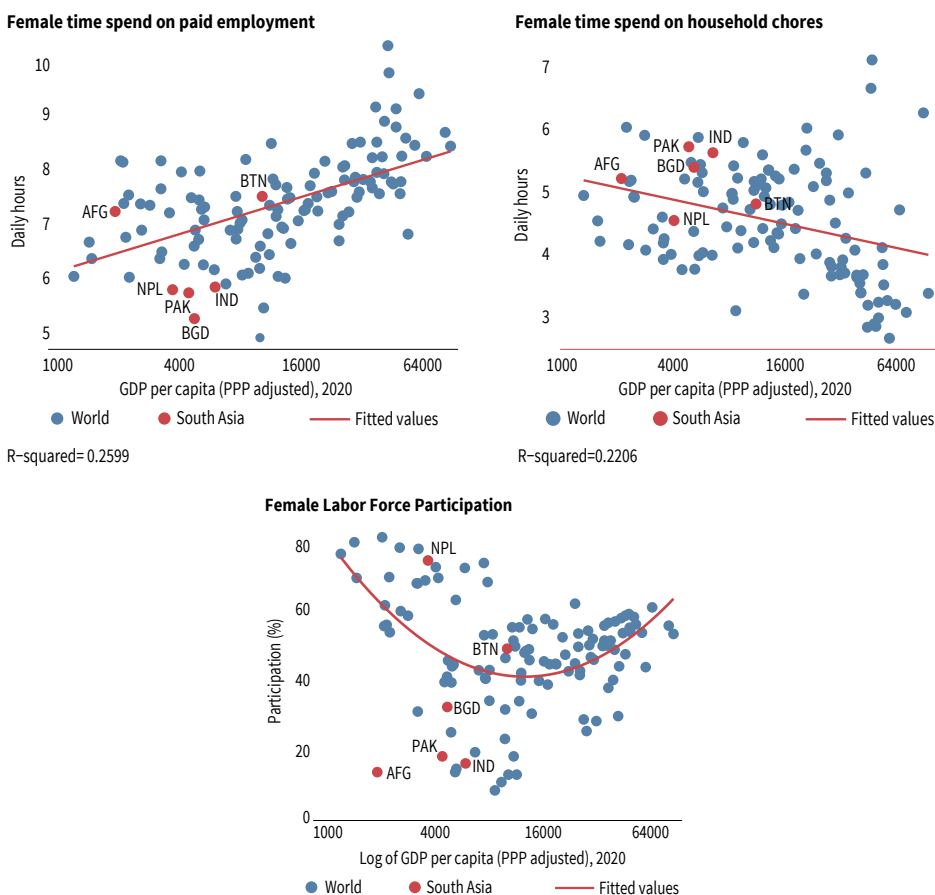 Female time spend on paid employment
10
9
8
7
6
5
Daily hours
AFG
BTN
NPL
PAK
IND
BGD
1000 4000 16000 64000
GDP per capita (PPP adjusted), 2020
World South Asia Fitted values
R−squared= 0.2599
Female time spend on household chores
7
6
5
4
3
Daily hours
PAK
IND
AFG
BGD
BTN
NPL
1000 4000 16000 64000
GDP per capita (PPP adjusted), 2020
World South Asia Fitted values
R−squared=0.2206
Female Labor Force Participation
80
60
40
20
0
Participation (%)
NPL
BTN
BGD
PAK
IND
AFG
1000 4000 16000 64000
Log of GDP per capita (PPP adjusted), 2020
World South Asia Fitted values